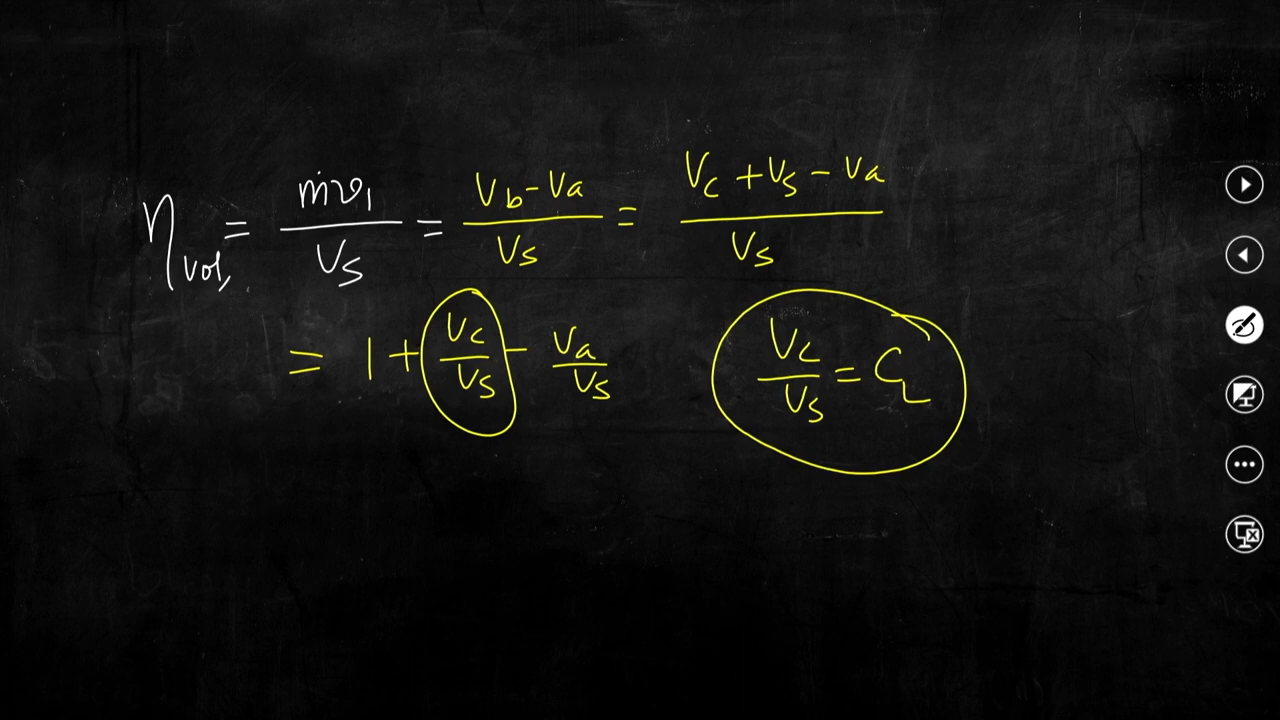 η_vol. = ṁv₁/V_s = (V_b - V_a)/V_s = (V_c + V_s - V_a)/V_s
= 1 + V_c/V_s - V_a/V_s    V_c/V_s = C_L